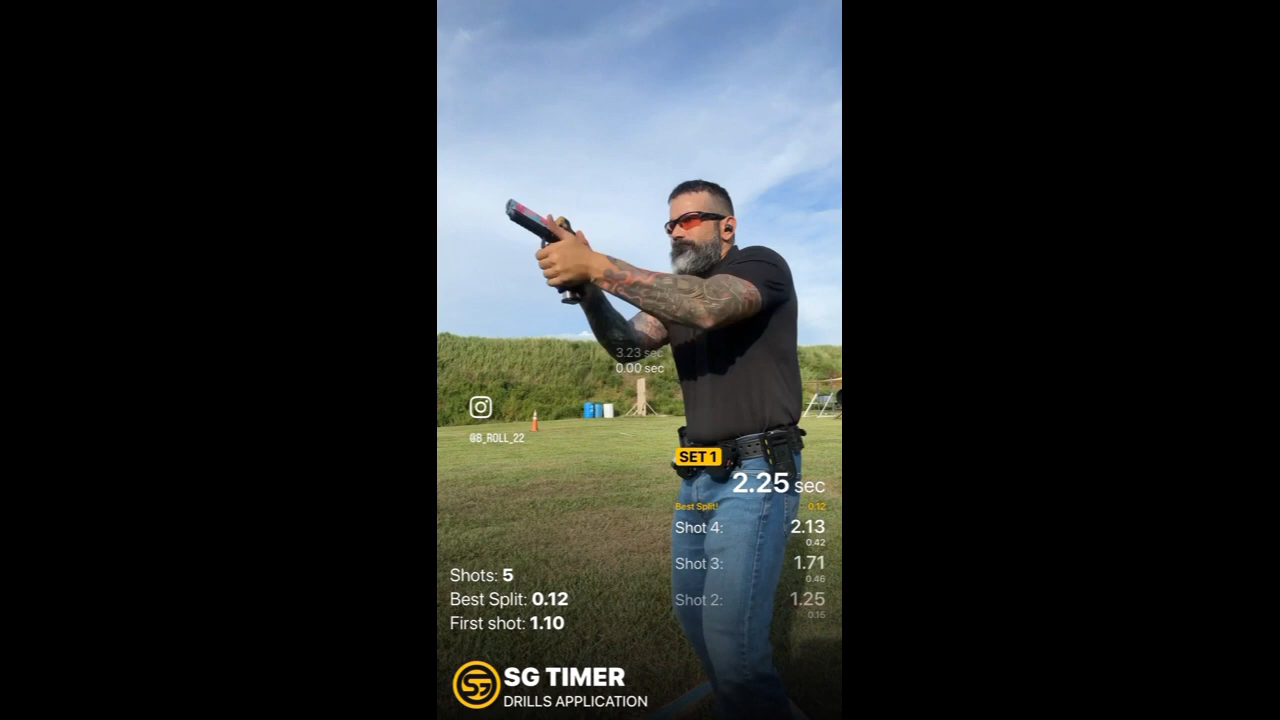 3.23 sec
0.00 sec
@B_ROLL_22
SET 1
2.25 sec
Best Split! 0.12
Shot 4: 2.13
0.42
Shot 3: 1.71
0.46
Shot 2: 1.25
0.15
Shots: 5
Best Split: 0.12
First shot: 1.10
SG TIMER
DRILLS APPLICATION